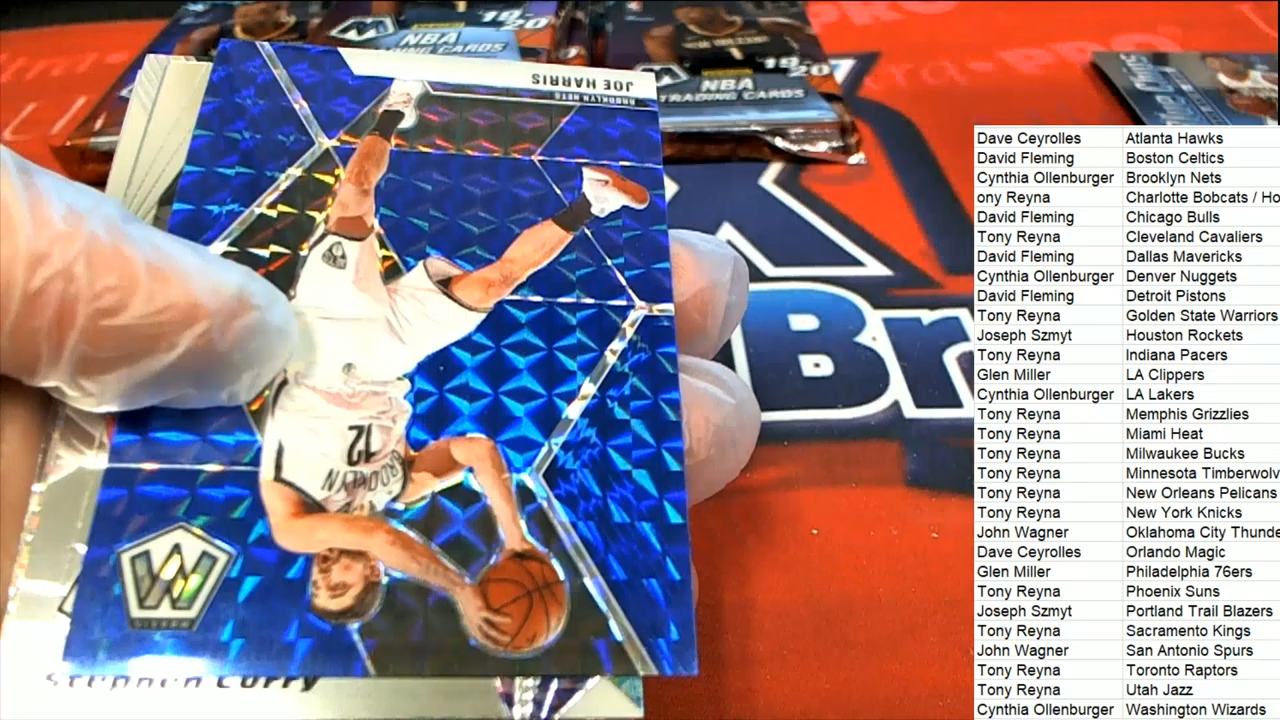 19-20
NBA
TRADING CARDS
NEW ORLEANS
1
19-20
NBA
TRADING CARDS
JOE HARRIS
BROOKLYN NETS
12
BROOKLYN
MOSAIC
Stephen Curry
Br
Dave Ceyrolles Atlanta Hawks
David Fleming Boston Celtics
Cynthia Ollenburger Brooklyn Nets
ony Reyna Charlotte Bobcats / Ho
David Fleming Chicago Bulls
Tony Reyna Cleveland Cavaliers
David Fleming Dallas Mavericks
Cynthia Ollenburger Denver Nuggets
David Fleming Detroit Pistons
Tony Reyna Golden State Warriors
Joseph Szmyt Houston Rockets
Tony Reyna Indiana Pacers
Glen Miller LA Clippers
Cynthia Ollenburger LA Lakers
Tony Reyna Memphis Grizzlies
Tony Reyna Miami Heat
Tony Reyna Milwaukee Bucks
Tony Reyna Minnesota Timberwolv
Tony Reyna New Orleans Pelicans
Tony Reyna New York Knicks
John Wagner Oklahoma City Thunde
Dave Ceyrolles Orlando Magic
Glen Miller Philadelphia 76ers
Tony Reyna Phoenix Suns
Joseph Szmyt Portland Trail Blazers
Tony Reyna Sacramento Kings
John Wagner San Antonio Spurs
Tony Reyna Toronto Raptors
Tony Reyna Utah Jazz
Cynthia Ollenburger Washington Wizards